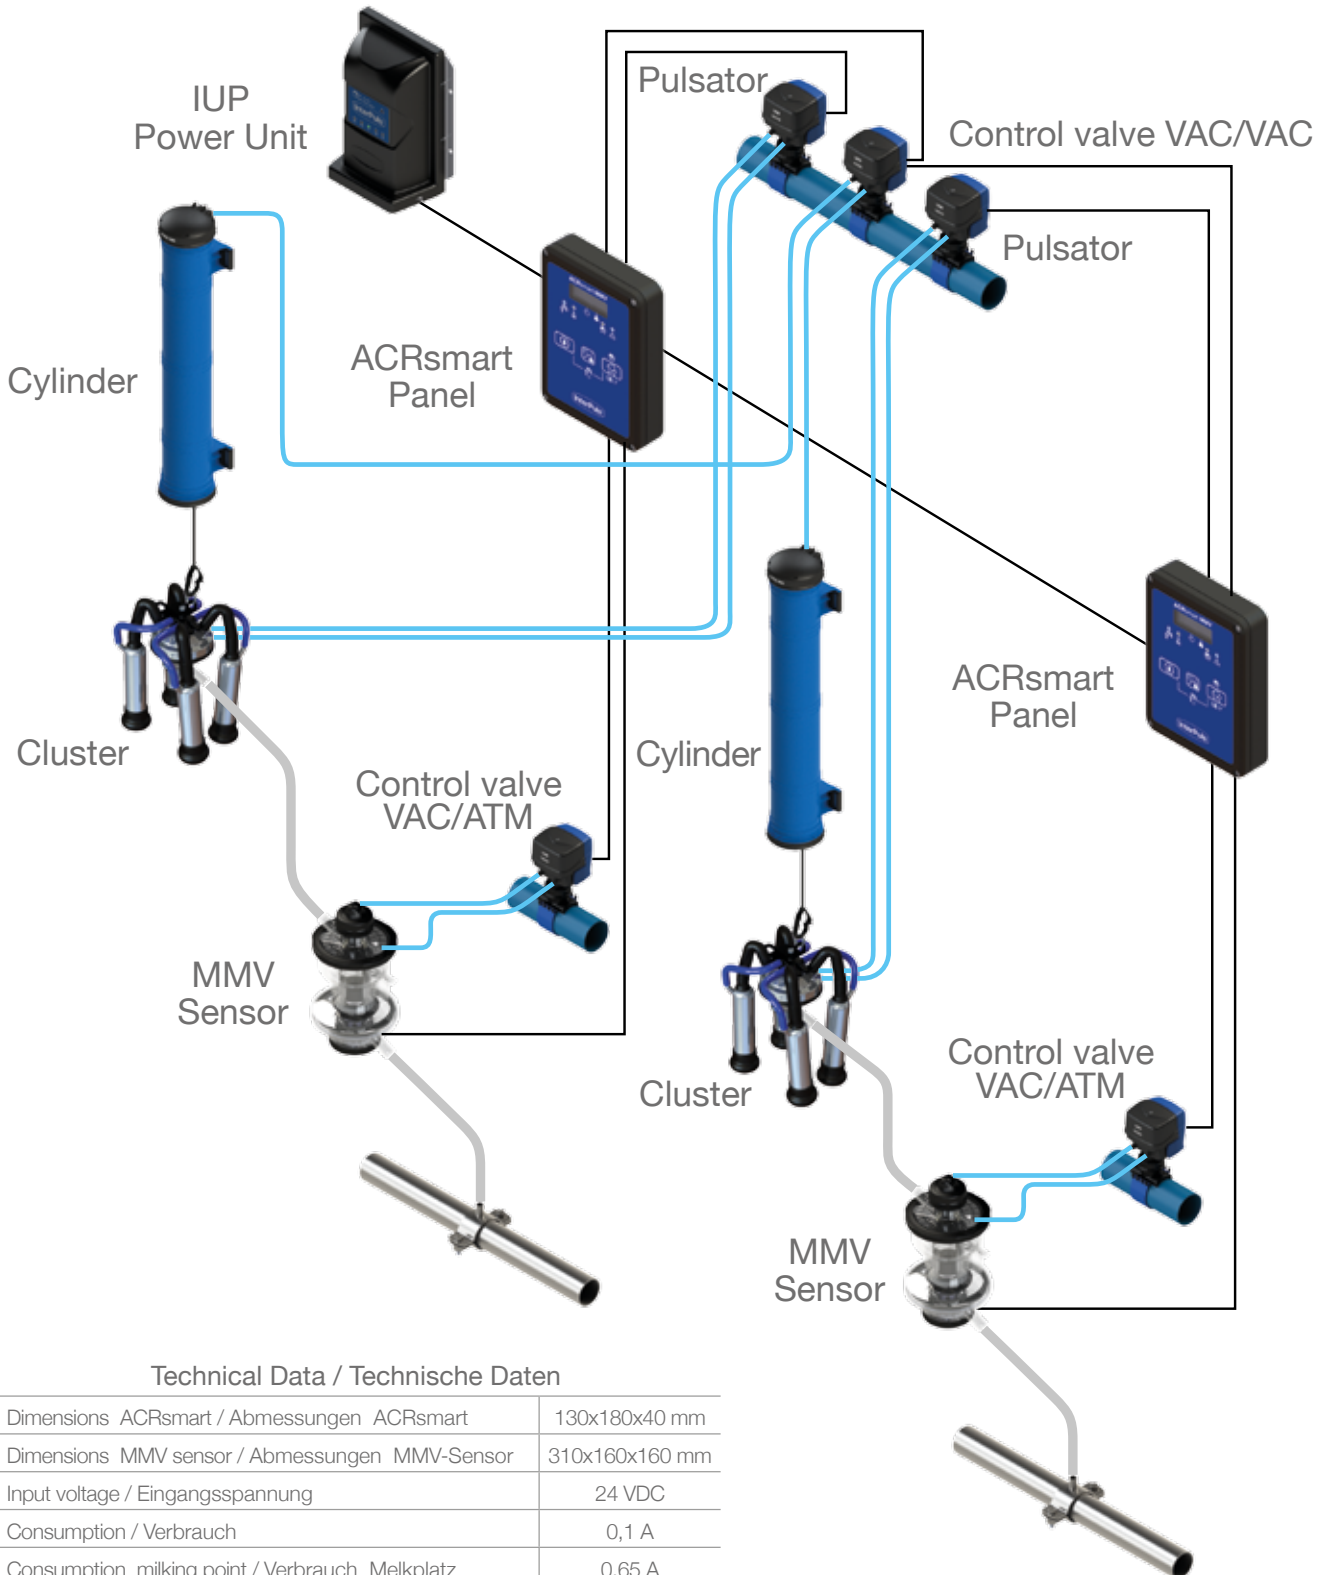 IUP
Power Unit
Pulsator
Control valve VAC/VAC
Pulsator
Cylinder
ACRsmart
Panel
Cluster
Control valve
VAC/ATM
Cylinder
ACRsmart
Panel
MMV
Sensor
Cluster
Control valve
VAC/ATM
MMV
Sensor
Technical Data / Technische Daten
Dimensions ACRsmart / Abmessungen ACRsmart 130x180x40 mm
Dimensions MMV sensor / Abmessungen MMV-Sensor 310x160x160 mm
Input voltage / Eingangsspannung 24 VDC
Consumption / Verbrauch 0,1 A
Consumption milking point / Verbrauch Melkplatz 0,65 A